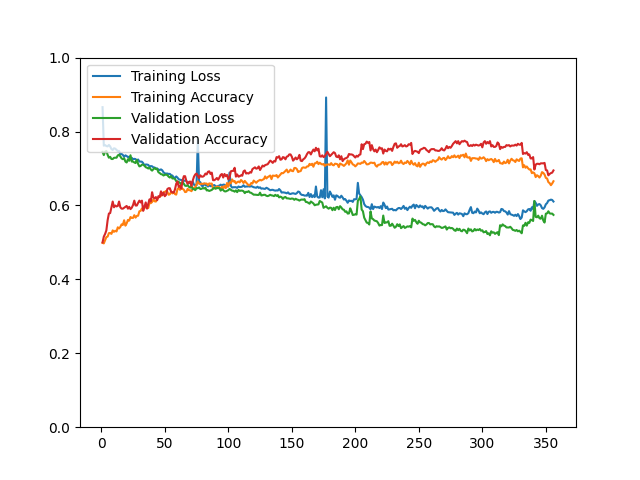 1.0
0.8
0.6
0.4
0.2
0.0
Training Loss
Training Accuracy
Validation Loss
Validation Accuracy
0 50 100 150 200 250 300 350